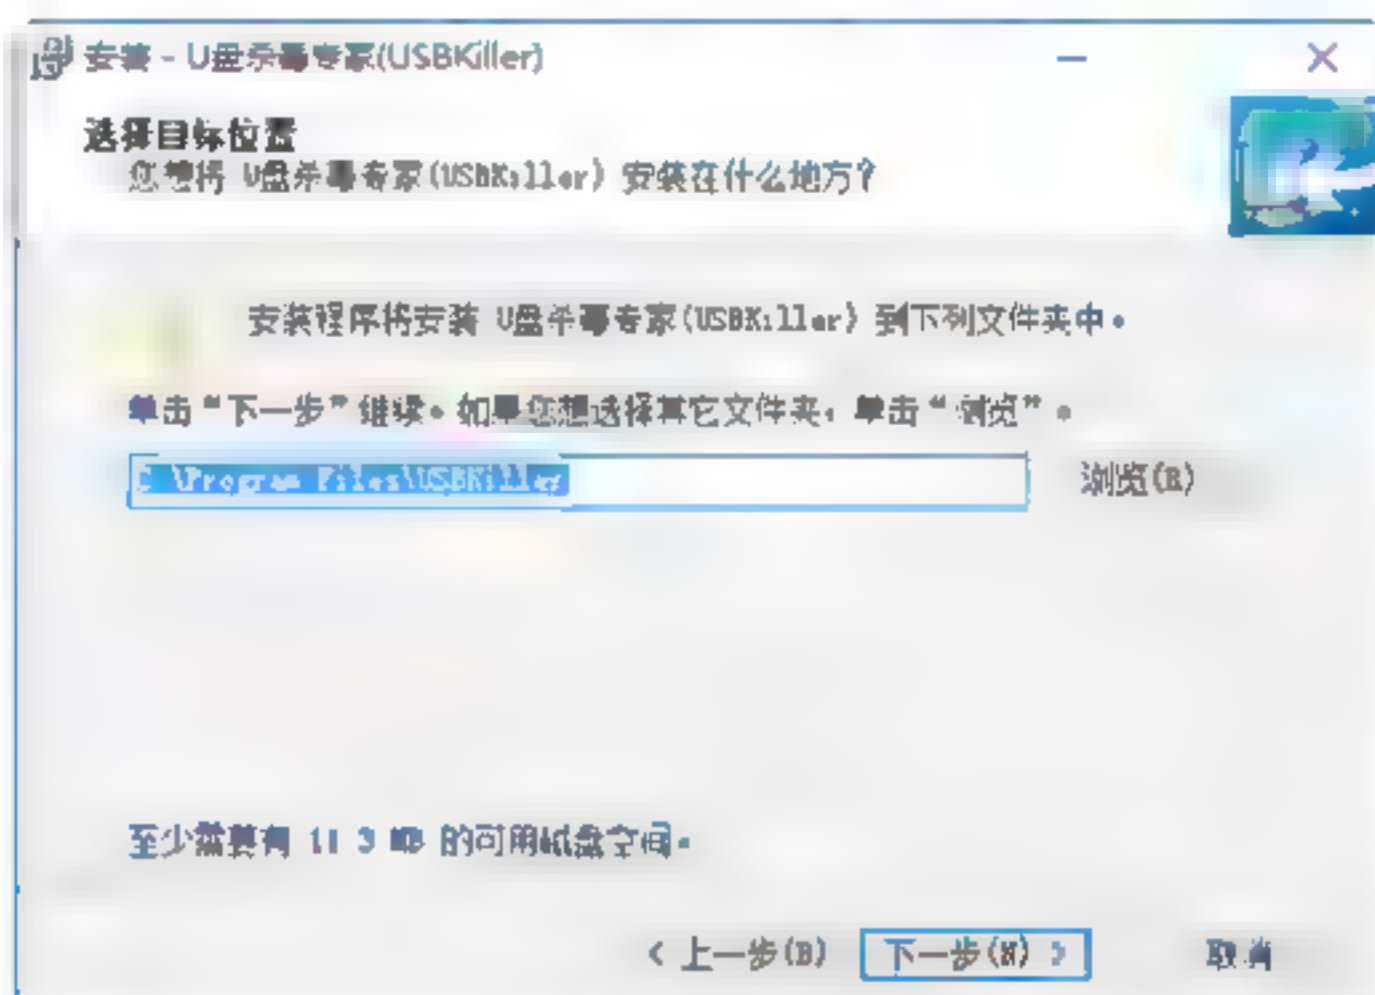 安装 - U盘杀毒专家(USBKiller)
选择目标位置
您想将 U盘杀毒专家(USBKiller) 安装在什么地方?
安装程序将安装 U盘杀毒专家(USBKiller) 到下列文件夹中。
单击“下一步”继续。如果您想选择其它文件夹，单击“浏览”。
C:\Program Files\USBKiller
浏览(R)
至少需要有 11.3 MB 的可用磁盘空间。
< 上一步(B)
下一步(N) >
取消